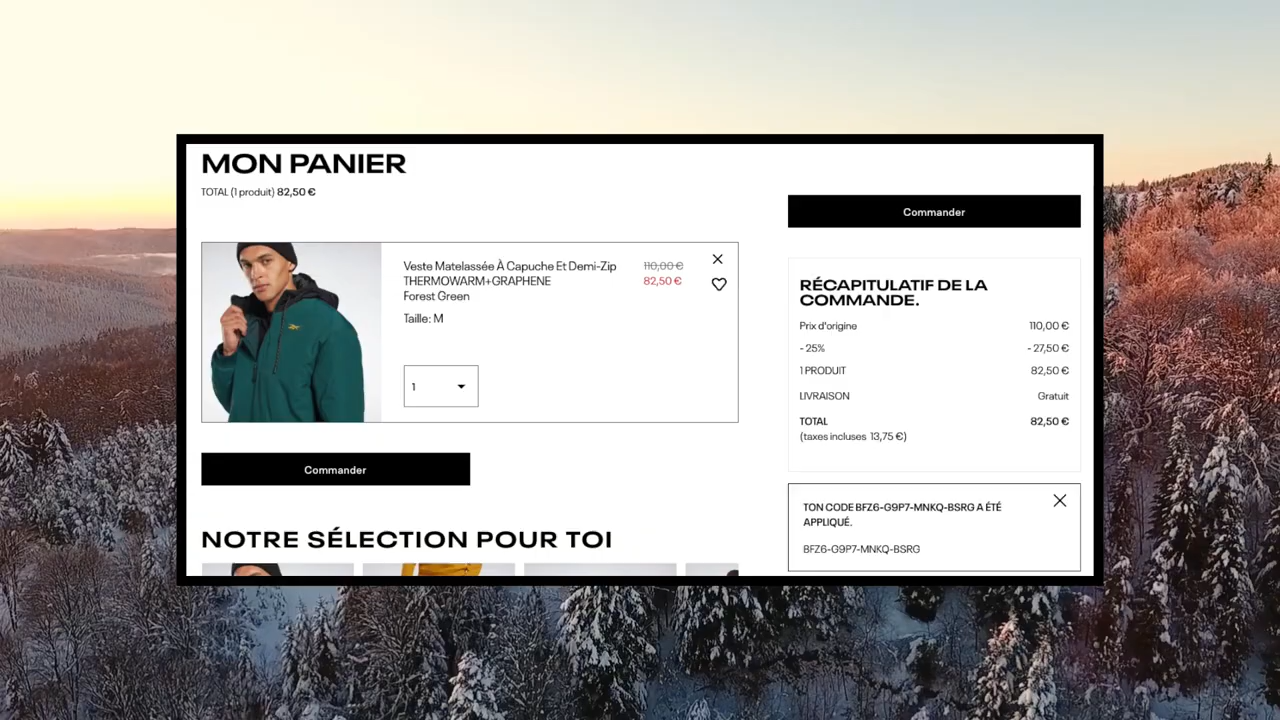 MON PANIER
TOTAL (1 produit) 82,50 €
Commander
Veste Matelassée À Capuche Et Demi-Zip
THERMOWARM+GRAPHENE
Forest Green
Taille: M
110,00 €
82,50 €
1
Commander
RÉCAPITULATIF DE LA
COMMANDE.
Prix d'origine 110,00 €
- 25% - 27,50 €
1 PRODUIT 82,50 €
LIVRAISON Gratuit
TOTAL 82,50 €
(taxes incluses 13,75 €)
TON CODE BFZ6-G9P7-MNKQ-BSRG A ÉTÉ
APPLIQUÉ.
BFZ6-G9P7-MNKQ-BSRG
NOTRE SÉLECTION POUR TOI